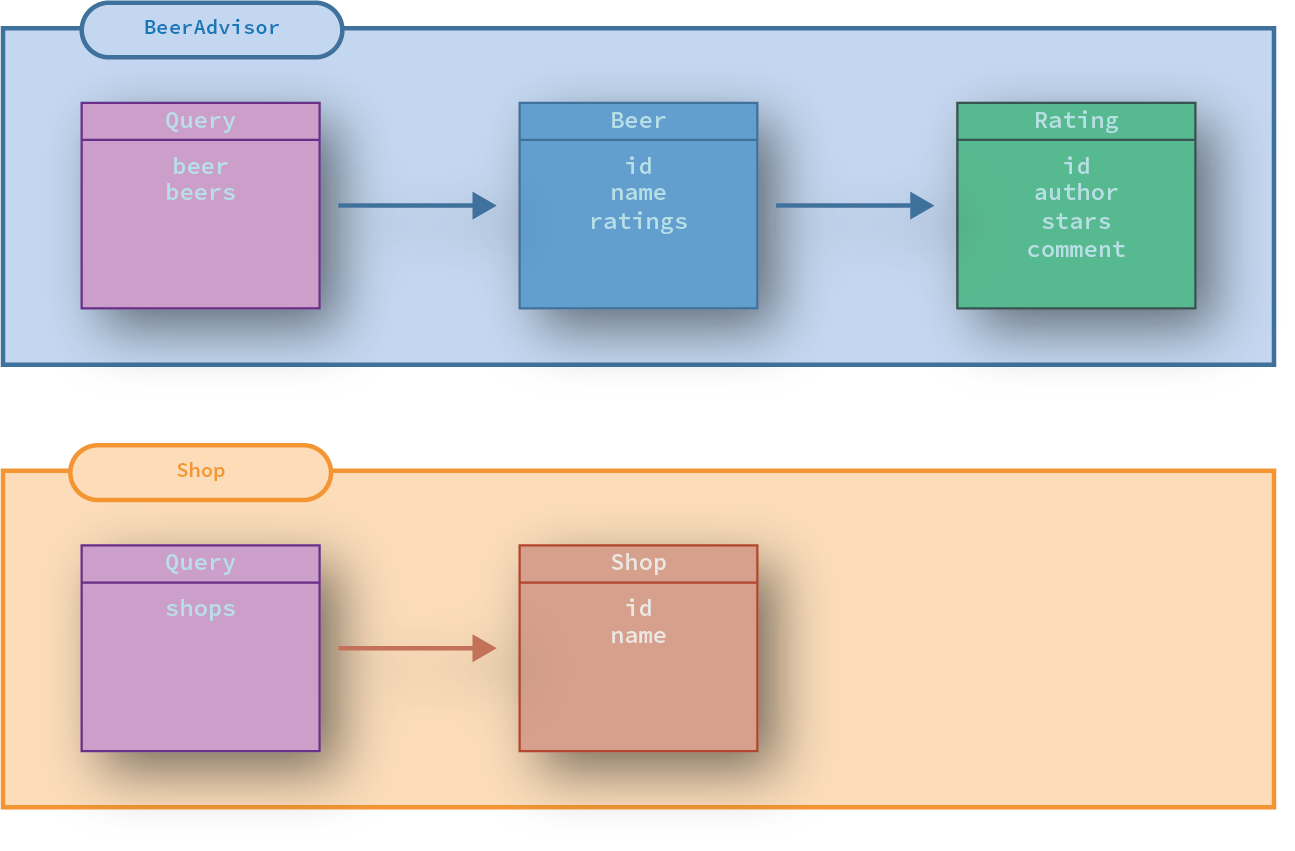 BeerAdvisor
Query
beer
beers
Beer
id
name
ratings
Rating
id
author
stars
comment
Shop
Query
shops
Shop
id
name